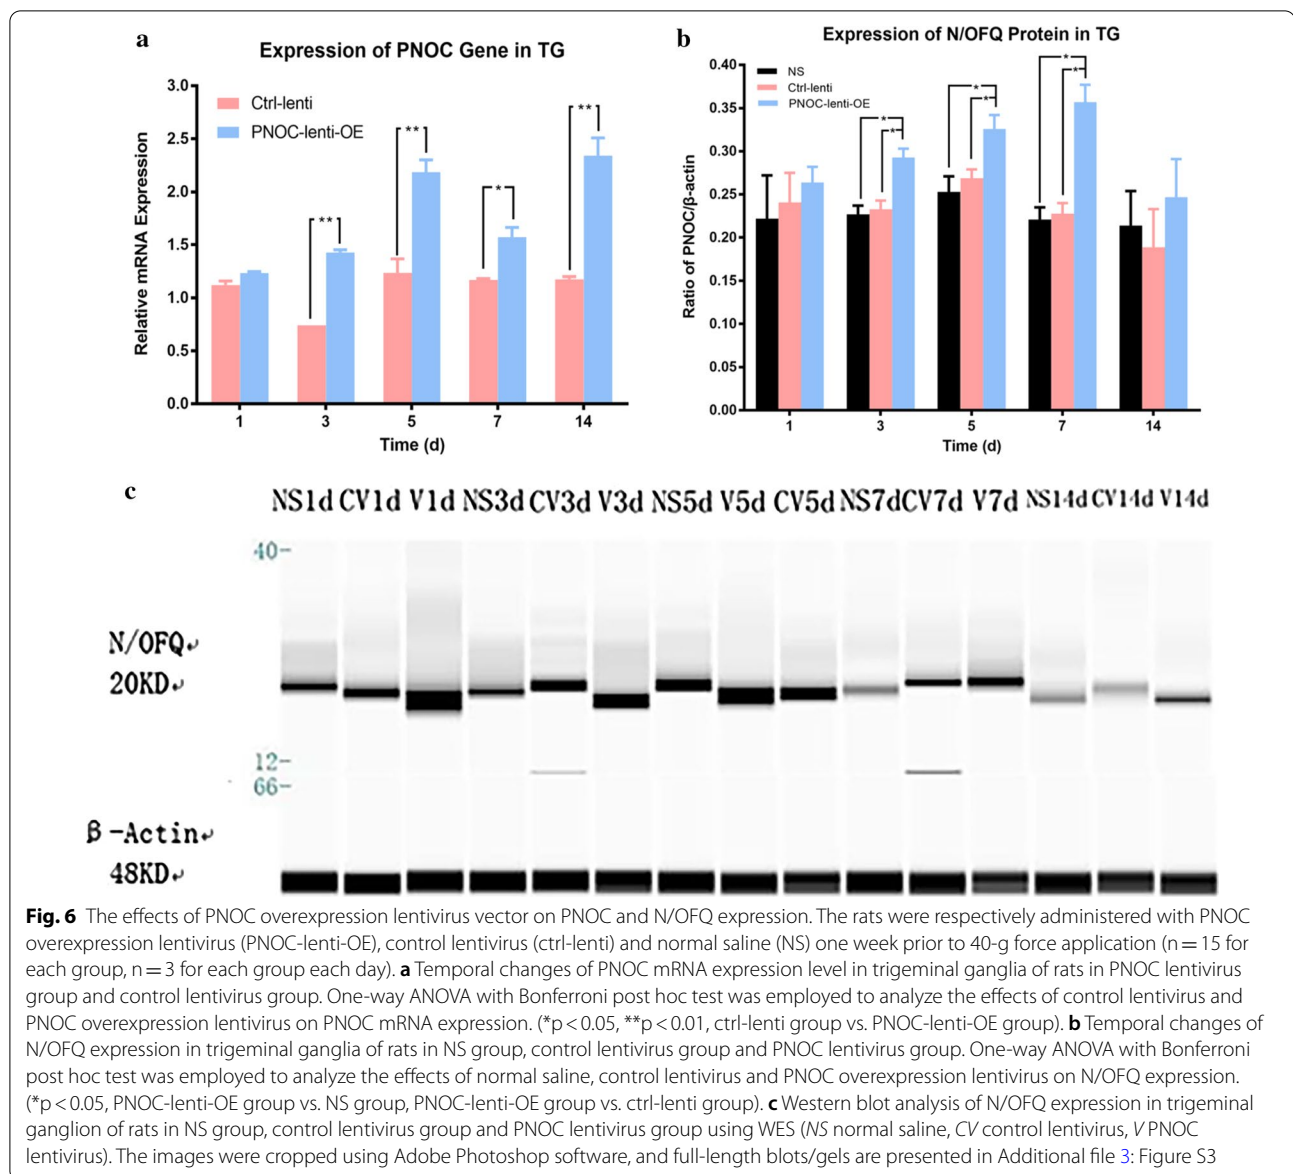 a
Expression of PNOC Gene in TG
Relative mRNA Expression
3.0
2.5
2.0
1.5
1.0
0.5
0.0
Ctrl-lenti
PNOC-lenti-OE
**
**
*
**
1 3 5 7 14
Time (d)
b
Expression of N/OFQ Protein in TG
Ratio of PNOC/β-actin
0.40
0.35
0.30
0.25
0.20
0.15
0.10
0.05
0.00
NS
Ctrl-lenti
PNOC-lenti-OE
*
*
*
*
*
*
1 3 5 7 14
Time (d)
c
NS1d CV1d V1d NS3d CV3d V3d NS5d V5d CV5d NS7d CV7d V7d NS14d CV14d V14d
40-
N/OFQ↵
20KD↵
12-
66-
β-Actin↵
48KD↵
Fig. 6 The effects of PNOC overexpression lentivirus vector on PNOC and N/OFQ expression. The rats were respectively administered with PNOC
overexpression lentivirus (PNOC-lenti-OE), control lentivirus (ctrl-lenti) and normal saline (NS) one week prior to 40-g force application (n = 15 for
each group, n = 3 for each group each day). a Temporal changes of PNOC mRNA expression level in trigeminal ganglia of rats in PNOC lentivirus
group and control lentivirus group. One-way ANOVA with Bonferroni post hoc test was employed to analyze the effects of control lentivirus and
PNOC overexpression lentivirus on PNOC mRNA expression. (*p < 0.05, **p < 0.01, ctrl-lenti group vs. PNOC-lenti-OE group). b Temporal changes of
N/OFQ expression in trigeminal ganglia of rats in NS group, control lentivirus group and PNOC lentivirus group. One-way ANOVA with Bonferroni
post hoc test was employed to analyze the effects of normal saline, control lentivirus and PNOC overexpression lentivirus on N/OFQ expression.
(*p < 0.05, PNOC-lenti-OE group vs. NS group, PNOC-lenti-OE group vs. ctrl-lenti group). c Western blot analysis of N/OFQ expression in trigeminal
ganglion of rats in NS group, control lentivirus group and PNOC lentivirus group using WES (NS normal saline, CV control lentivirus, V PNOC
lentivirus). The images were cropped using Adobe Photoshop software, and full-length blots/gels are presented in Additional file 3: Figure S3